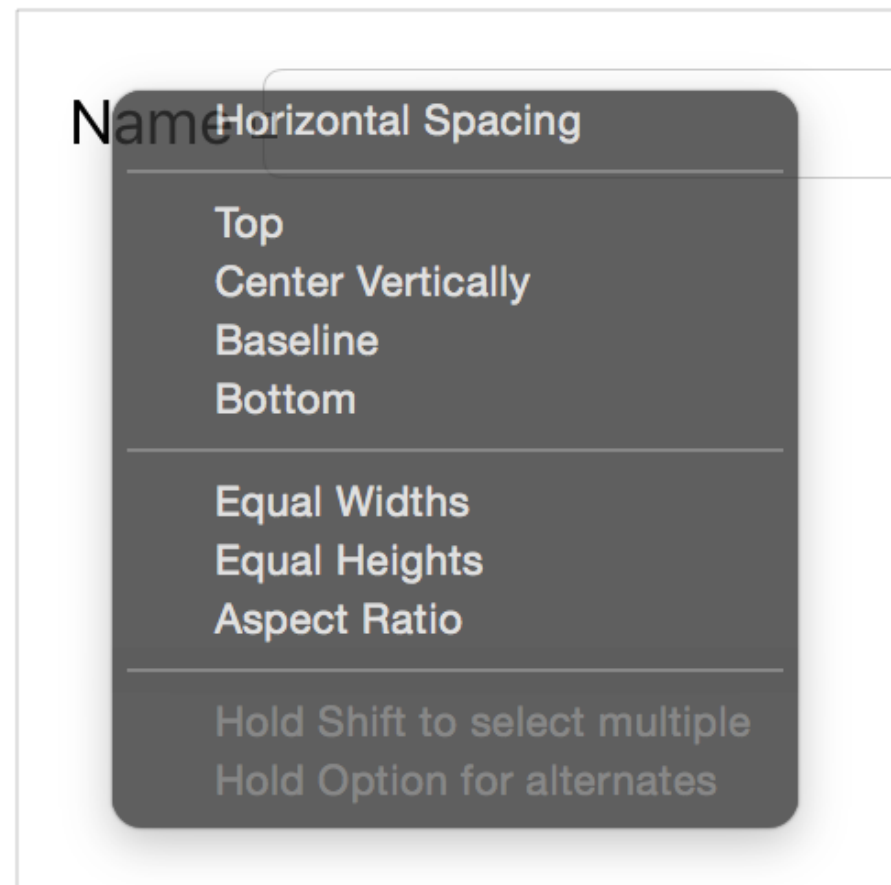 Name
Horizontal Spacing
Top
Center Vertically
Baseline
Bottom
Equal Widths
Equal Heights
Aspect Ratio
Hold Shift to select multiple
Hold Option for alternates